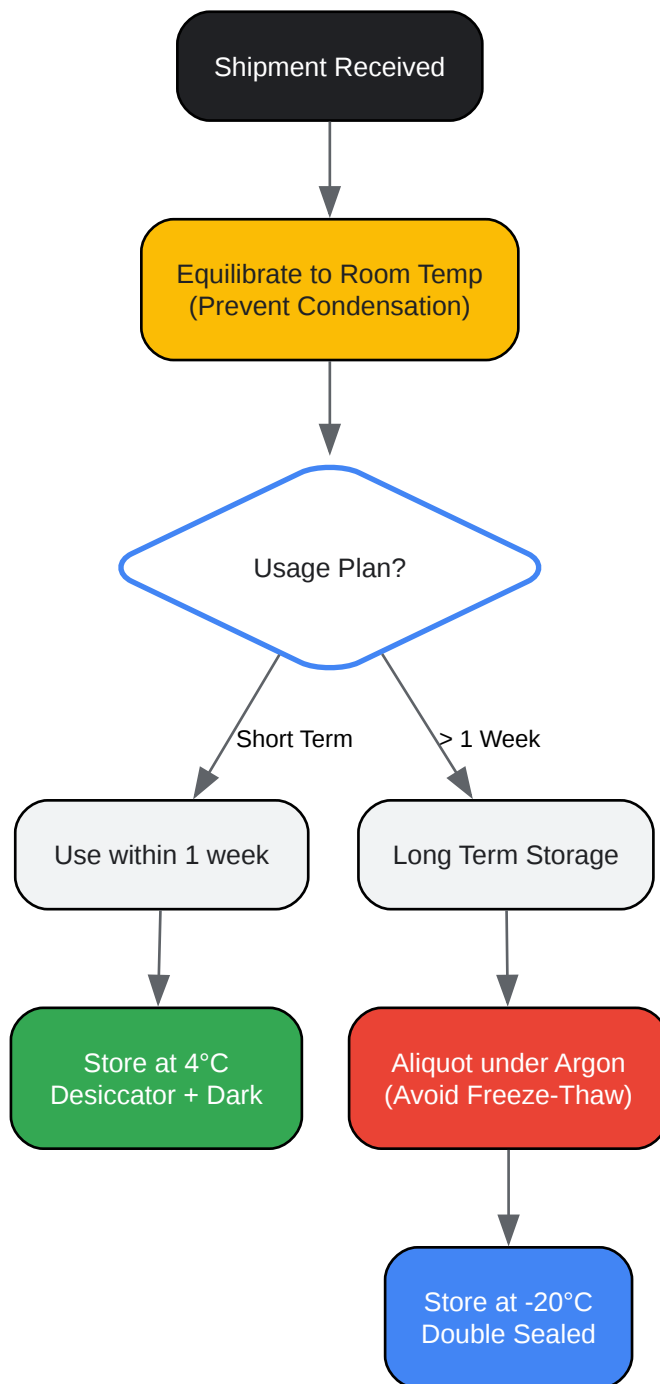 Shipment Received
Equilibrate to Room Temp
(Prevent Condensation)
Usage Plan?
Short Term
> 1 Week
Use within 1 week
Long Term Storage
Store at 4°C
Desiccator + Dark
Aliquot under Argon
(Avoid Freeze-Thaw)
Store at -20°C
Double Sealed